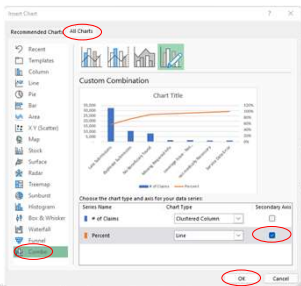 Insert Chart ? ×
Recommended Charts All Charts
Recent
Templates
Column
Line
Pie
Bar
Area
X Y (Scatter)
Map
Stock
Surface
Radar
Treemap
Sunburst
Histogram
Box & Whisker
Waterfall
Funnel
Combo
Custom Combination
Chart Title
# of Claims Percent
Choose the chart type and axis for your data series:
Series Name Chart Type Secondary Axis
# of Claims Clustered Column
Percent Line
OK Cancel